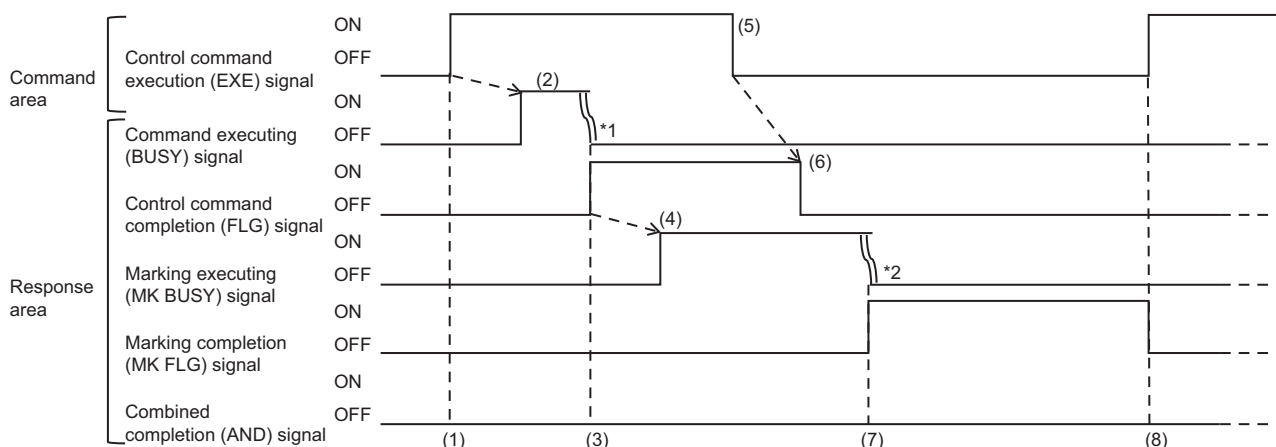 Command
area
Control command
execution (EXE) signal
ON
OFF
Response
area
Command executing
(BUSY) signal
ON
OFF
Control command
completion (FLG) signal
ON
OFF
Marking executing
(MK BUSY) signal
ON
OFF
Marking completion
(MK FLG) signal
ON
OFF
Combined
completion (AND) signal
ON
OFF
(5)
(2)
*1
(6)
(4)
*2
(1)
(3)
(7)
(8)